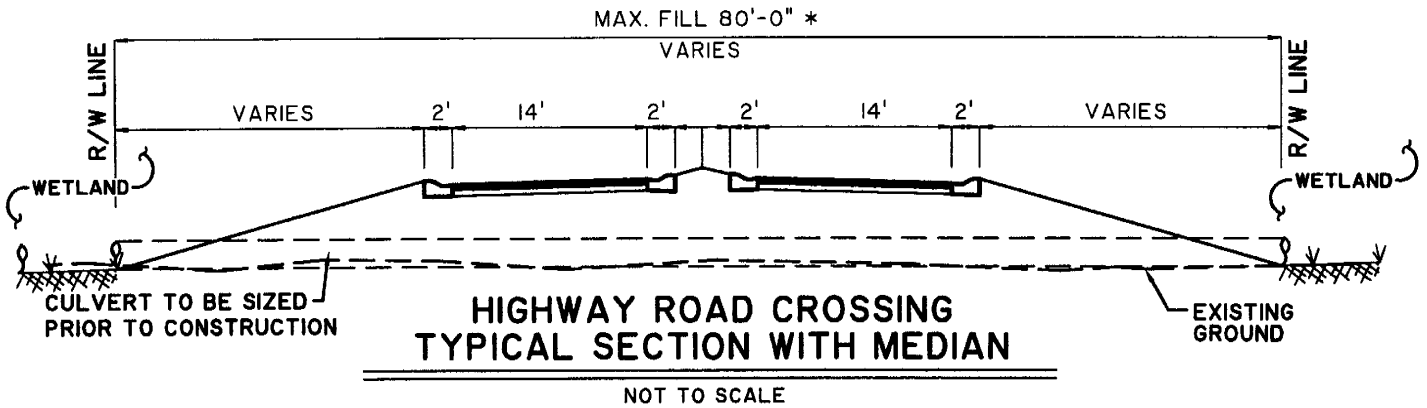 MAX. FILL 80'-0" *
VARIES
R/W LINE
VARIES
2'
14'
2'
2'
14'
2'
VARIES
R/W LINE
WETLAND
WETLAND
CULVERT TO BE SIZED
PRIOR TO CONSTRUCTION
EXISTING
GROUND
HIGHWAY ROAD CROSSING
TYPICAL SECTION WITH MEDIAN
NOT TO SCALE